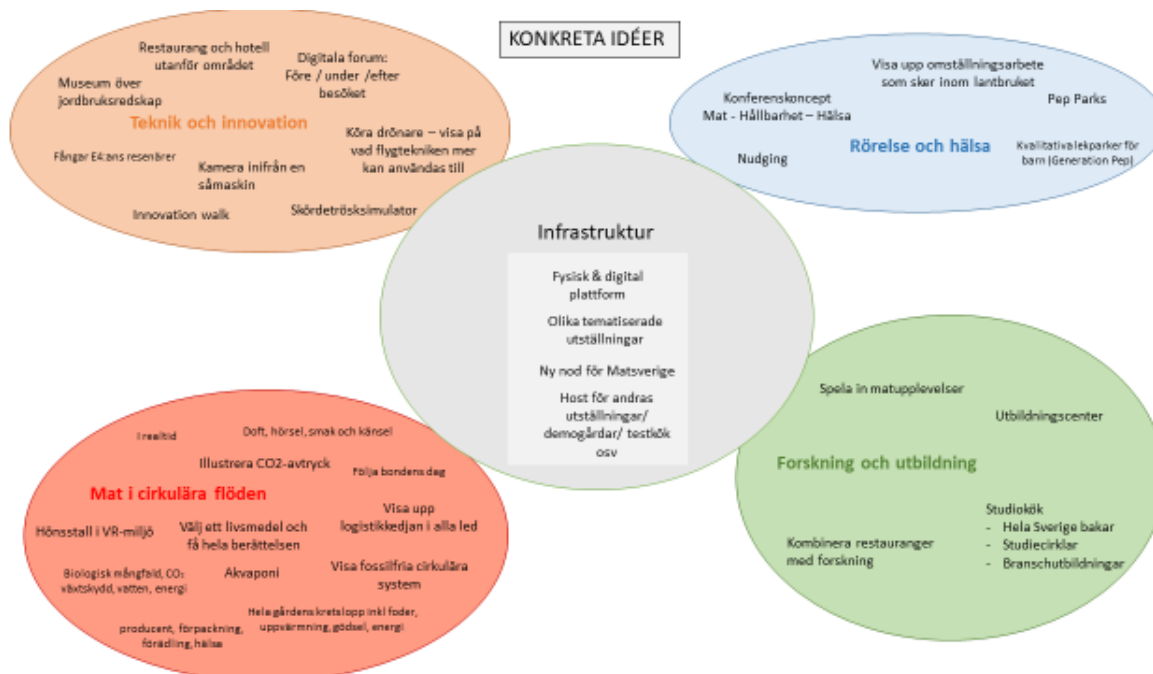 KONKRETA IDÉER
Restaurang och hotell
utanför området
Digitala forum:
Före / under /efter
besöket
Museum över
jordbruksredskap
Teknik och innovation
Köra drönare – visa på
vad flygtekniken mer
kan användas till
Fångar E4:ans resenärer
Kamera inifrån en
såmaskin
Innovation walk
Skördetrösksimulator
Visa upp omställningsarbete
som sker inom lantbruket
Konferenskoncept
Mat - Hållbarhet – Hälsa
Pep Parks
Rörelse och hälsa
Nudging
Kvalitativa lekparker för
barn (Generation Pep)
Infrastruktur
Fysisk & digital
plattform
Olika tematiserade
utställningar
Ny nod för Matsverige
Host för andras
utställningar/
demogårdar/ testkök
osv
I realtid
Doft, hörsel, smak och känsel
Illustrera CO2-avtryck
Följa bondens dag
Mat i cirkulära flöden
Hönsstall i VR-miljö
Välj ett livsmedel och
få hela berättelsen
Visa upp
logistikkedjan i alla led
Biologisk mångfald, CO₂
växtskydd, vatten, energi
Akvaponi
Visa fossilfria cirkulära
system
Hela gårdens kretslopp inkl foder,
uppvärmning, gödsel, energi
producent, förpackning,
förädling, hälsa
Spela in matupplevelser
Utbildningscenter
Forskning och utbildning
Kombinera restauranger
med forskning
Studiokök
- Hela Sverige bakar
- Studiecirklar
- Branschutbildningar